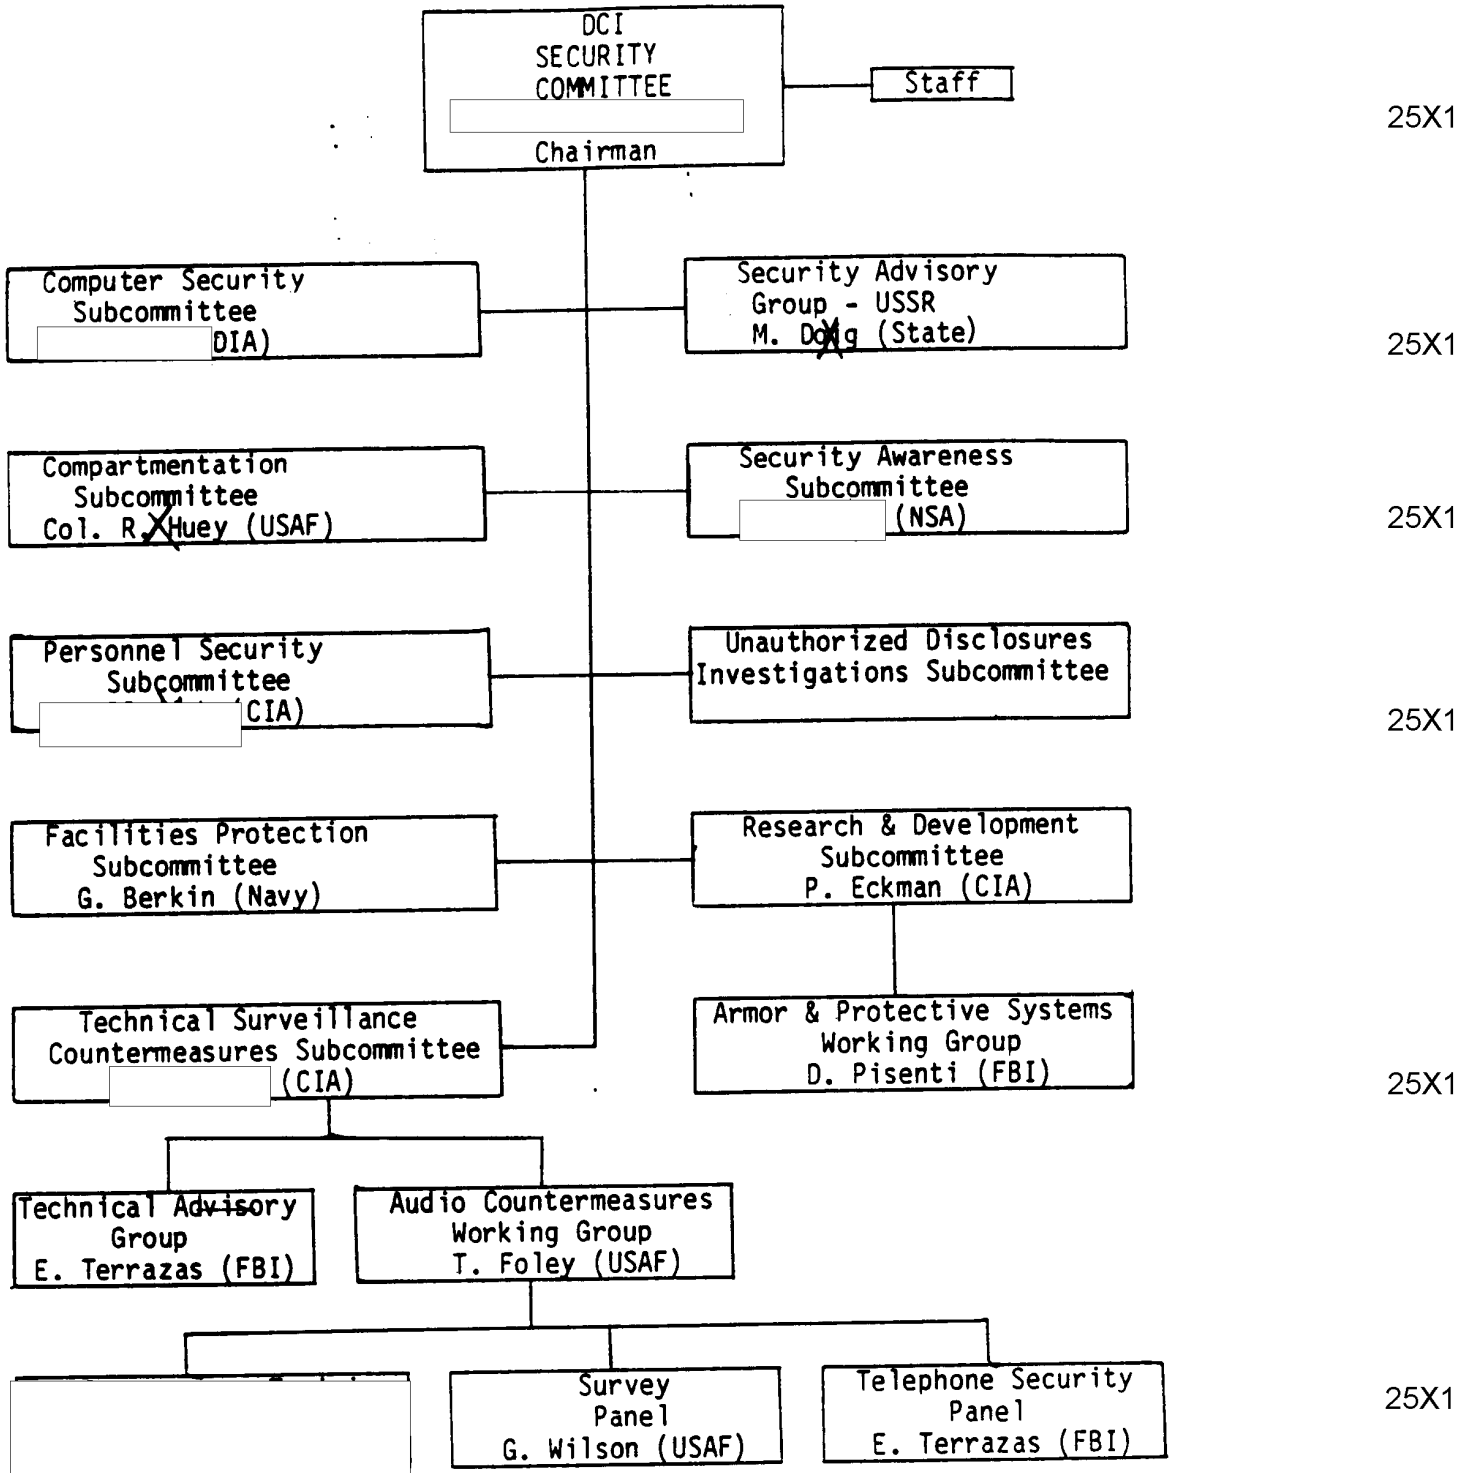 DCI
SECURITY
COMMITTEE
Chairman
Staff
25X1
Computer Security
Subcommittee
DIA)
Security Advisory
Group - USSR
M. (State)
25X1
Compartmentation
Subcommittee
Col. R. Huey (USAF)
Security Awareness
Subcommittee
(NSA)
25X1
Personnel Security
Subcommittee
(CIA)
Unauthorized Disclosures
Investigations Subcommittee
25X1
Facilities Protection
Subcommittee
G. Berkin (Navy)
Research & Development
Subcommittee
P. Eckman (CIA)
Technical Surveillance
Countermeasures Subcommittee
(CIA)
Armor & Protective Systems
Working Group
D. Pisenti (FBI)
25X1
Technical Advisory
Group
E. Terrazas (FBI)
Audio Countermeasures
Working Group
T. Foley (USAF)
Survey
Panel
G. Wilson (USAF)
Telephone Security
Panel
E. Terrazas (FBI)
25X1